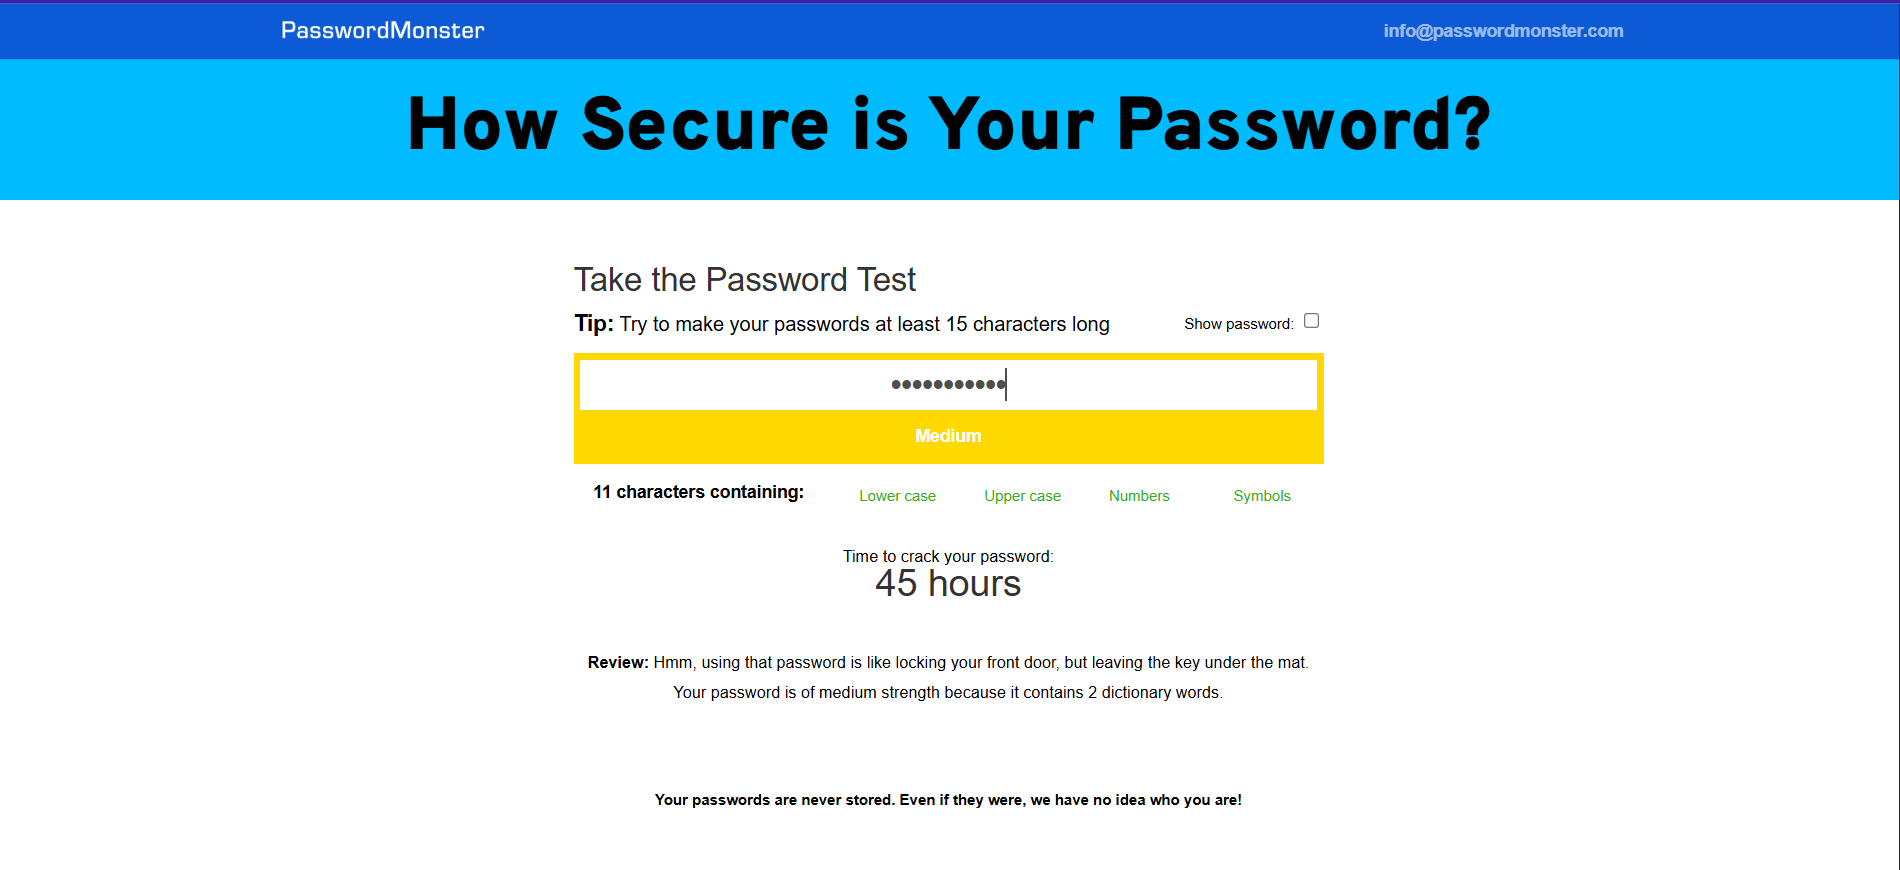 PasswordMonster
info@passwordmonster.com
How Secure is Your Password?
Take the Password Test
Tip: Try to make your passwords at least 15 characters long
Show password:
•••••••••••
Medium
11 characters containing:
Lower case
Upper case
Numbers
Symbols
Time to crack your password:
45 hours
Review: Hmm, using that password is like locking your front door, but leaving the key under the mat.
Your password is of medium strength because it contains 2 dictionary words.
Your passwords are never stored. Even if they were, we have no idea who you are!